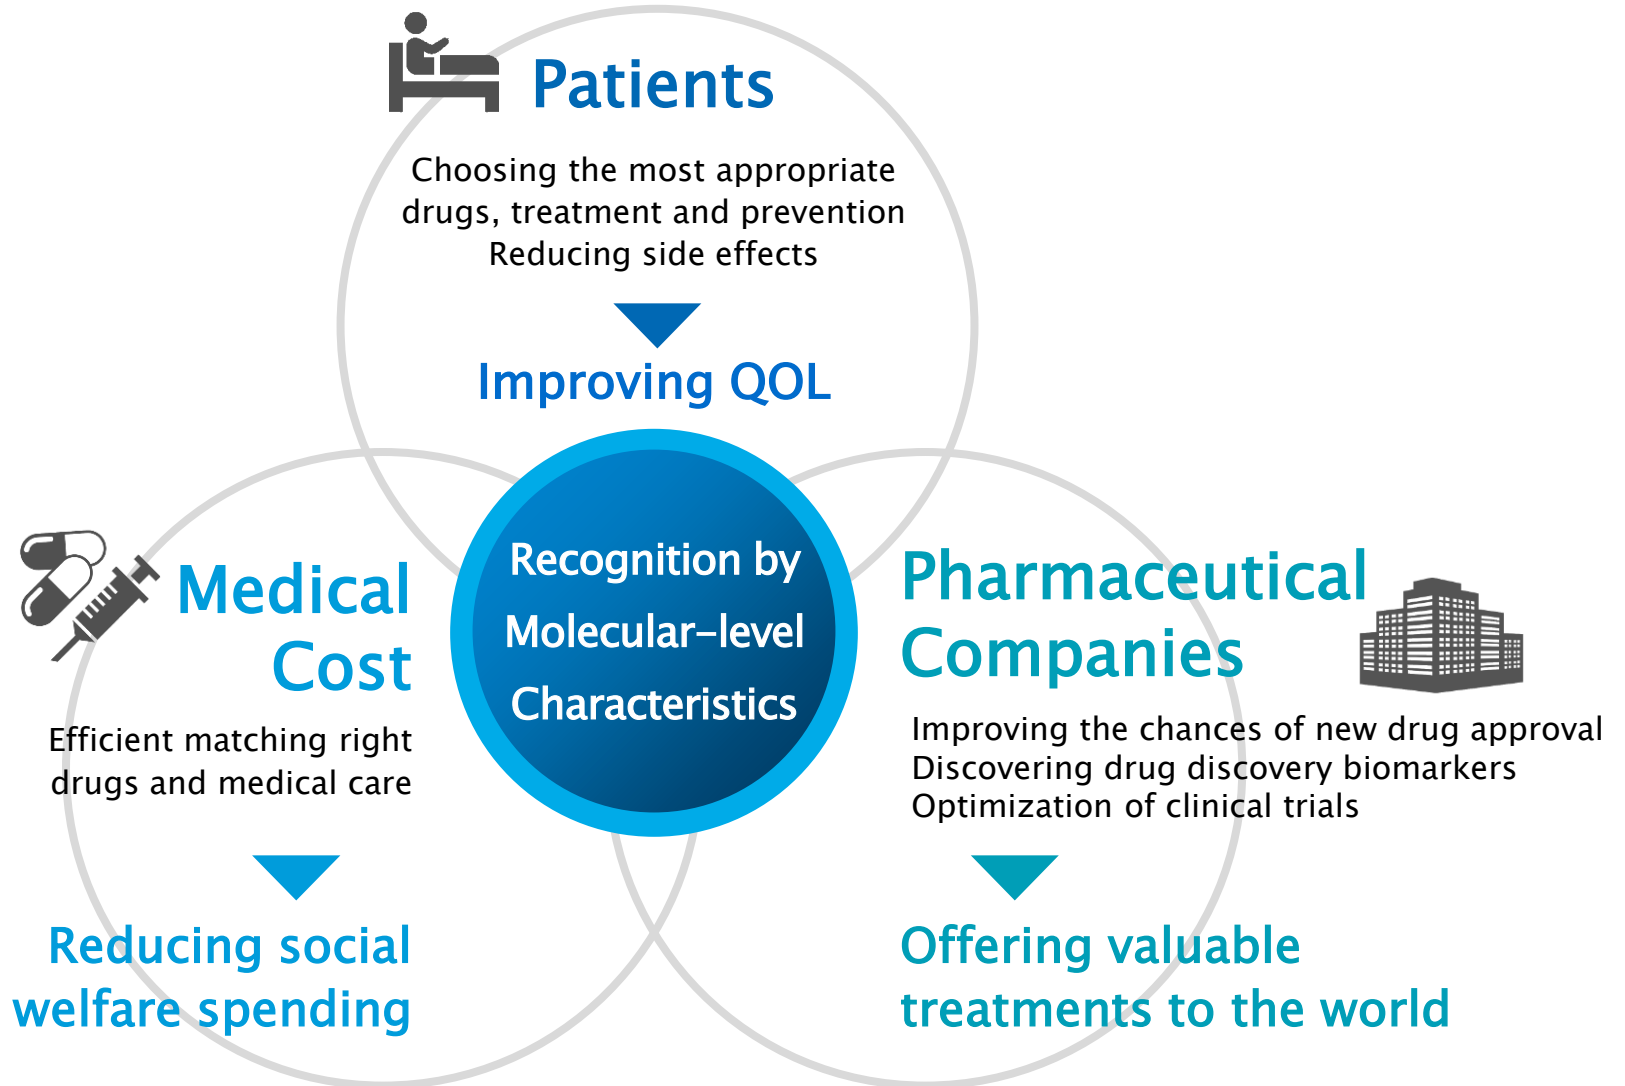 Patients
Choosing the most appropriate
drugs, treatment and prevention
Reducing side effects
Improving QOL
Recognition by
Molecular-level
Characteristics
Medical
Cost
Efficient matching right
drugs and medical care
Reducing social
welfare spending
Pharmaceutical
Companies
Improving the chances of new drug approval
Discovering drug discovery biomarkers
Optimization of clinical trials
Offering valuable
treatments to the world